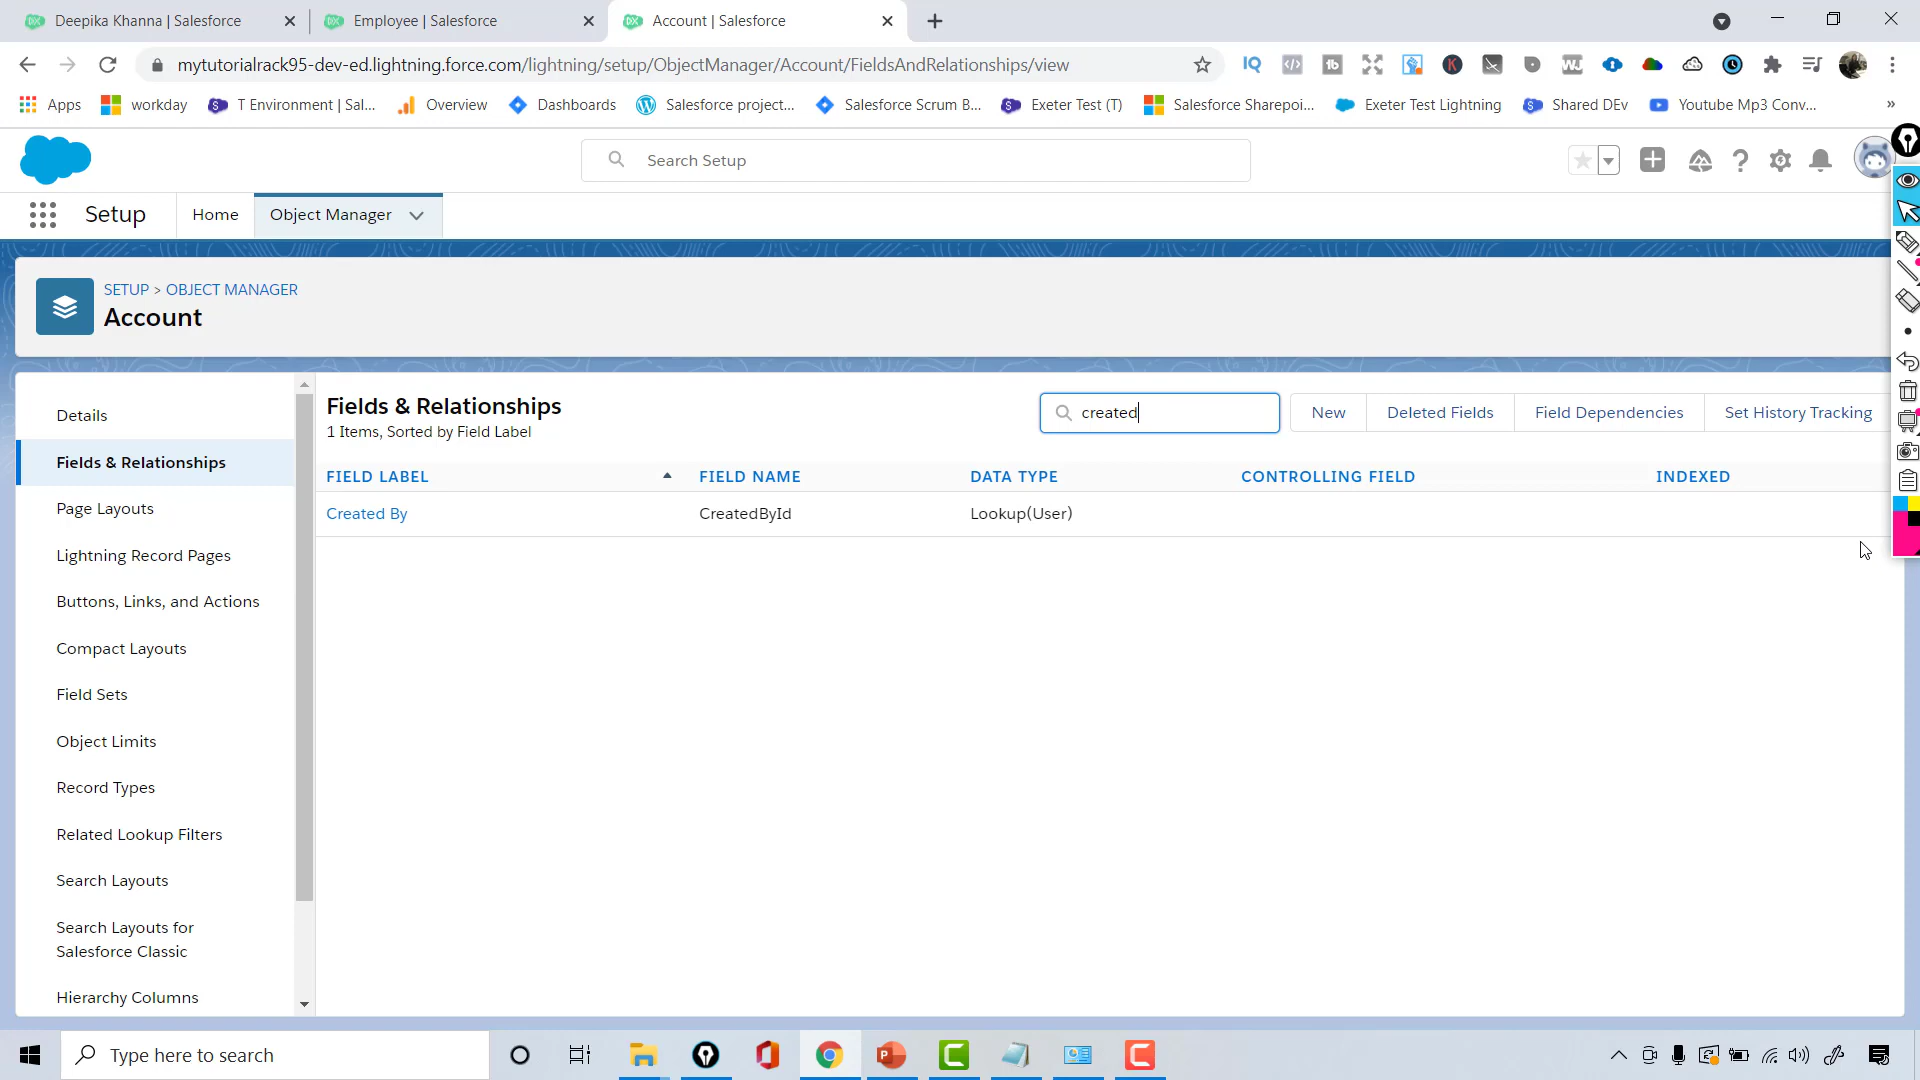 Deepika Khanna | Salesforce
Employee | Salesforce
Account | Salesforce
mytutorialrack95-dev-ed.lightning.force.com/lightning/setup/ObjectManager/Account/FieldsAndRelationships/view
Apps
workday
T Environment | Sal...
Overview
Dashboards
Salesforce project...
Salesforce Scrum B...
Exeter Test (T)
Salesforce Sharepoi...
Exeter Test Lightning
Shared DEv
Youtube Mp3 Conv...
Search Setup
Setup
Home
Object Manager
SETUP > OBJECT MANAGER
Account
Details
Fields & Relationships
Page Layouts
Lightning Record Pages
Buttons, Links, and Actions
Compact Layouts
Field Sets
Object Limits
Record Types
Related Lookup Filters
Search Layouts
Search Layouts for
Salesforce Classic
Hierarchy Columns
Fields & Relationships
1 Items, Sorted by Field Label
created
New
Deleted Fields
Field Dependencies
Set History Tracking
FIELD LABEL
FIELD NAME
DATA TYPE
CONTROLLING FIELD
INDEXED
Created By
CreatedById
Lookup(User)
Type here to search